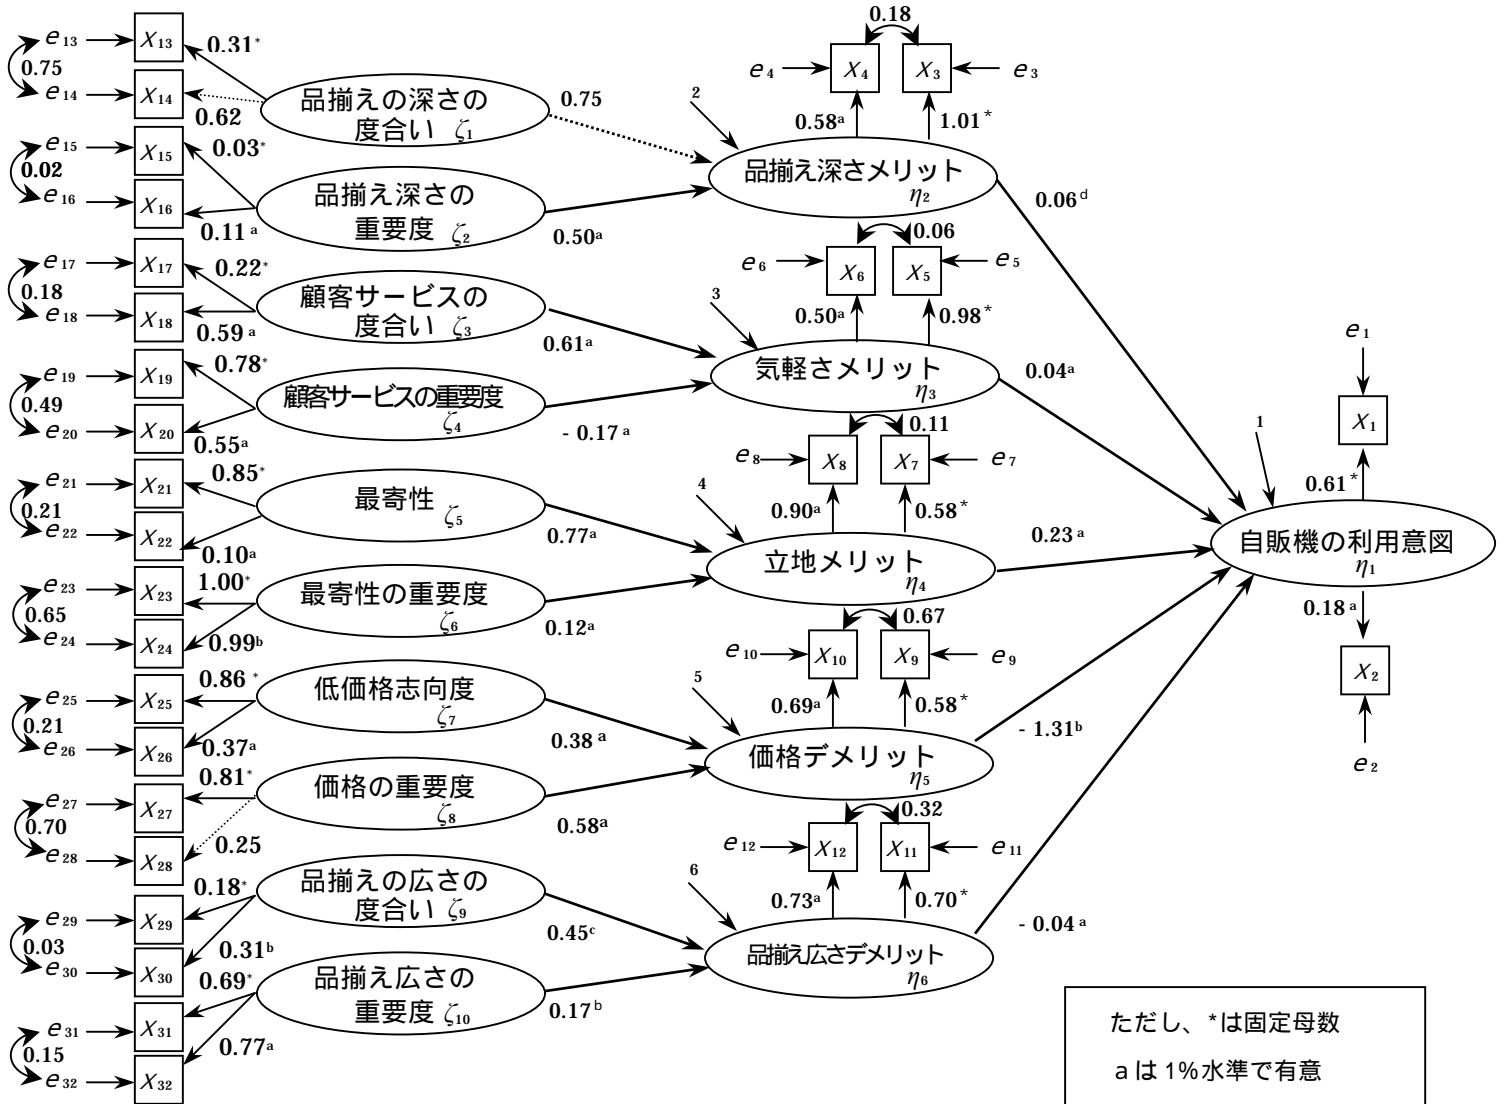 e13
X13
0.31*
0.75
e14
X14
0.62
品揃えの深さの
度合い ζ1
0.75
e15
X15
0.03*
0.02
e16
X16
0.11a
品揃え深さの
重要度 ζ2
0.50a
e17
X17
0.22*
0.18
e18
X18
0.59a
顧客サービスの
度合い ζ3
0.61a
e19
X19
0.78*
0.49
e20
X20
0.55a
顧客サービスの重要度
ζ4
- 0.17a
e21
X21
0.85*
0.21
e22
X22
0.10a
最寄性
ζ5
0.77a
e23
X23
1.00*
0.65
e24
X24
0.99b
最寄性の重要度
ζ6
0.12a
e25
X25
0.86*
0.21
e26
X26
0.37a
低価格志向度
ζ7
0.38a
e27
X27
0.81*
0.70
e28
X28
0.25
価格の重要度
ζ8
0.58a
e29
X29
0.18*
0.03
e30
X30
0.31b
品揃えの広さの
度合い ζ9
0.45c
e31
X31
0.69*
0.15
e32
X32
0.77a
品揃え広さの
重要度 ζ10
0.17b
0.18
e4
X4
X3
e3
2
0.58a
1.01*
品揃え深さメリット
η2
0.06d
0.06
e6
X6
X5
e5
3
0.50a
0.98*
気軽さメリット
η3
0.04a
0.11
e8
X8
X7
e7
4
0.90a
0.58*
立地メリット
η4
0.23a
0.67
e10
X10
X9
e9
5
0.69a
0.58*
価格デメリット
η5
- 1.31b
0.32
e12
X12
X11
e11
6
0.73a
0.70*
品揃え広さデメリット
η6
- 0.04a
e1
X1
1
0.61*
自販機の利用意図
η1
0.18a
X2
e2
ただし、*は固定母数
aは1%水準で有意